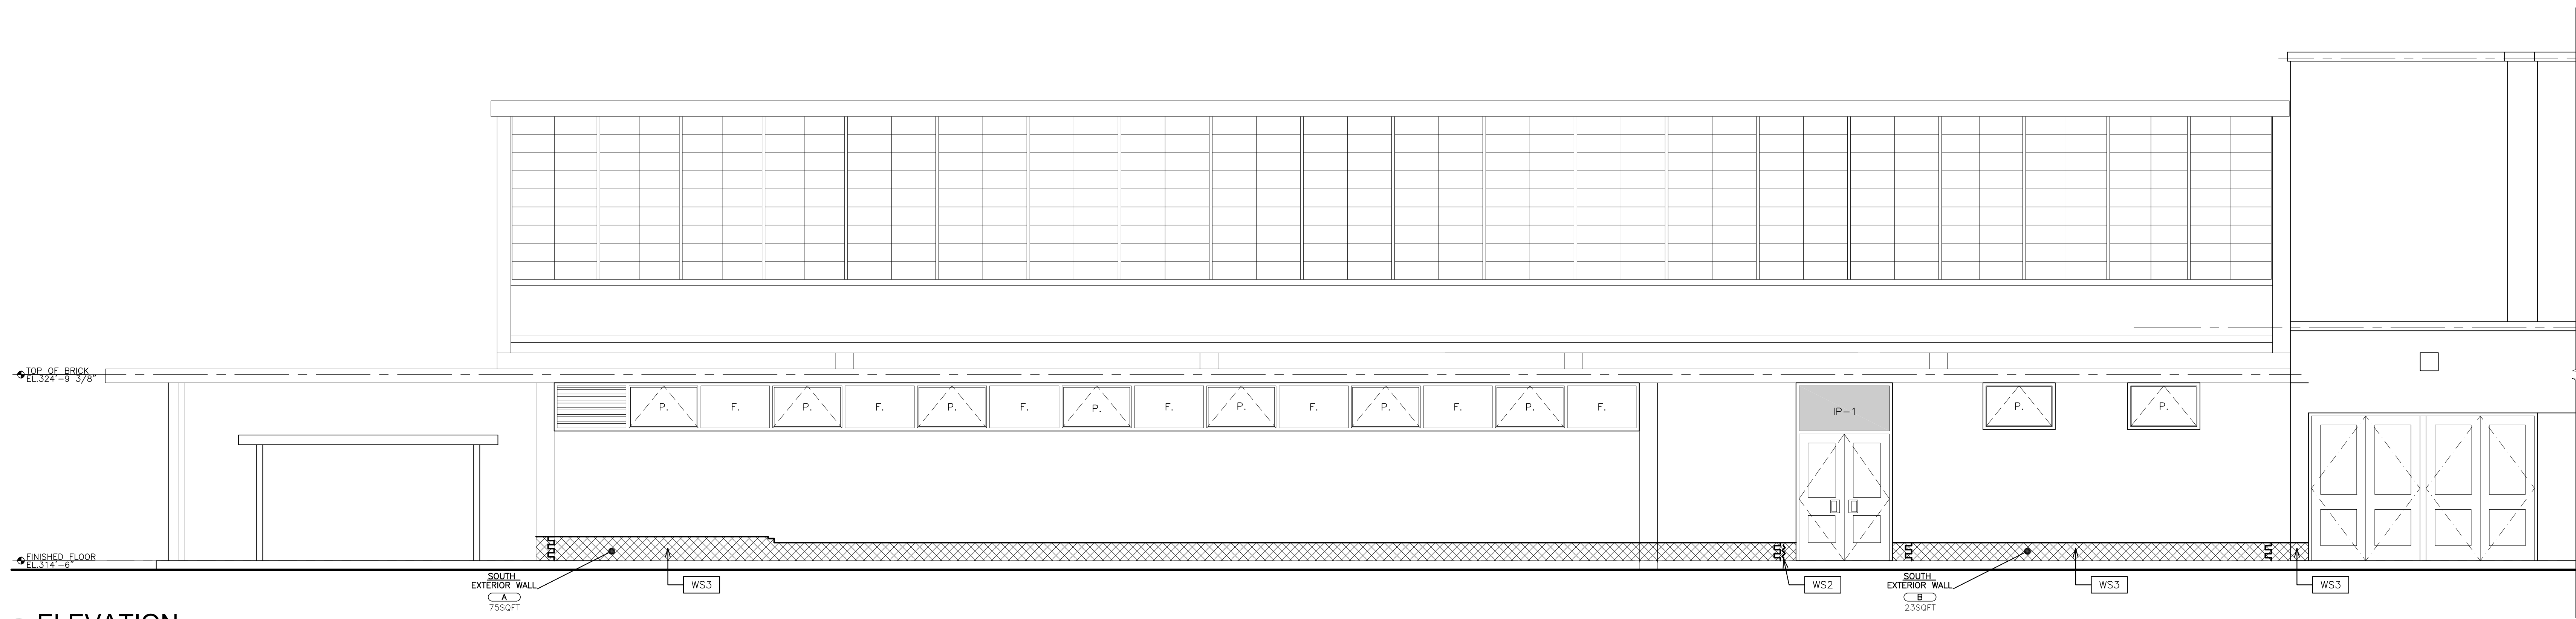 TOP OF BRICK
EL.324'-9 3/8"
P. F. P. F. P. F. P. F. P. F. P. F. P. F.
IP-1
P. P.
FINISHED FLOOR
EL.314'-6"
SOUTH
EXTERIOR WALL
A
75SQFT
WS3
WS2
SOUTH
EXTERIOR WALL
B
23SQFT
WS3
WS3
ELEVATION